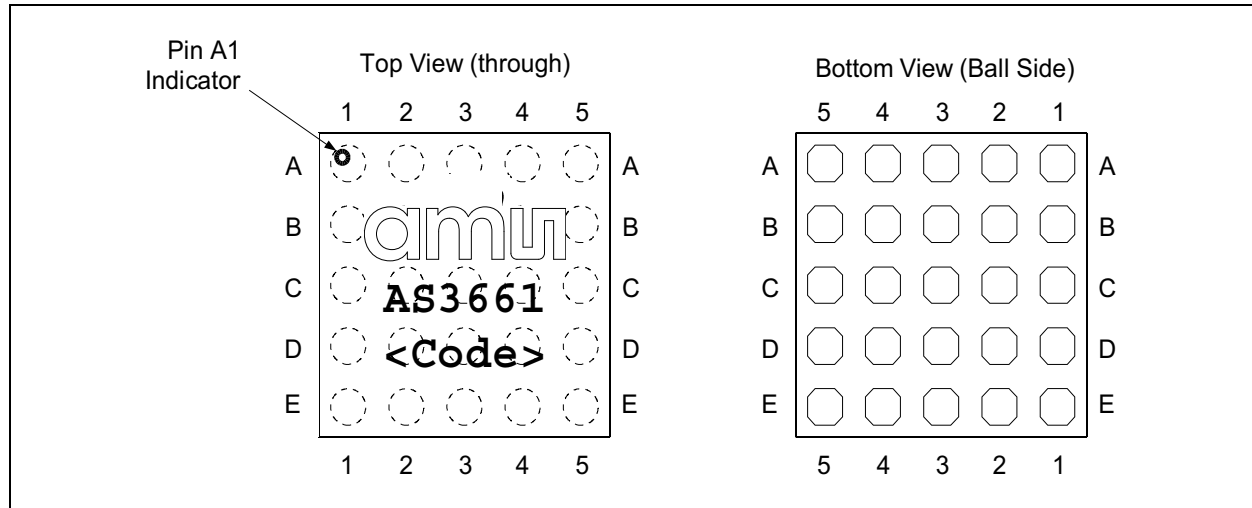 Pin A1
Indicator
Top View (through)
1 2 3 4 5
A A
B B
C C
D D
E E
amu
AS3661
<Code>
1 2 3 4 5
Bottom View (Ball Side)
5 4 3 2 1
A A
B B
C C
D D
E E
5 4 3 2 1